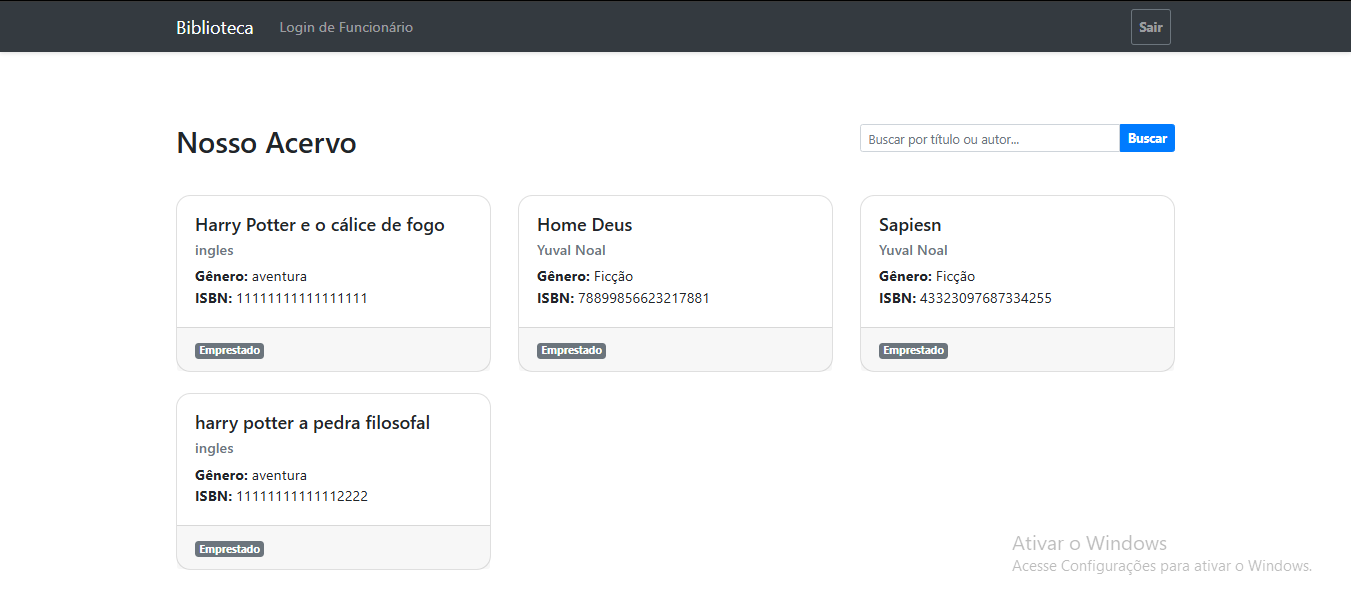 Biblioteca Login de Funcionário Sair
Nosso Acervo
Buscar por título ou autor... Buscar
Harry Potter e o cálice de fogo
ingles
Gênero: aventura
ISBN: 11111111111111111
Emprestado
Home Deus
Yuval Noal
Gênero: Ficção
ISBN: 78899856623217881
Emprestado
Sapiesn
Yuval Noal
Gênero: Ficção
ISBN: 43323097687334255
Emprestado
harry potter a pedra filosofal
ingles
Gênero: aventura
ISBN: 11111111111112222
Emprestado
Ativar o Windows
Acesse Configurações para ativar o Windows.